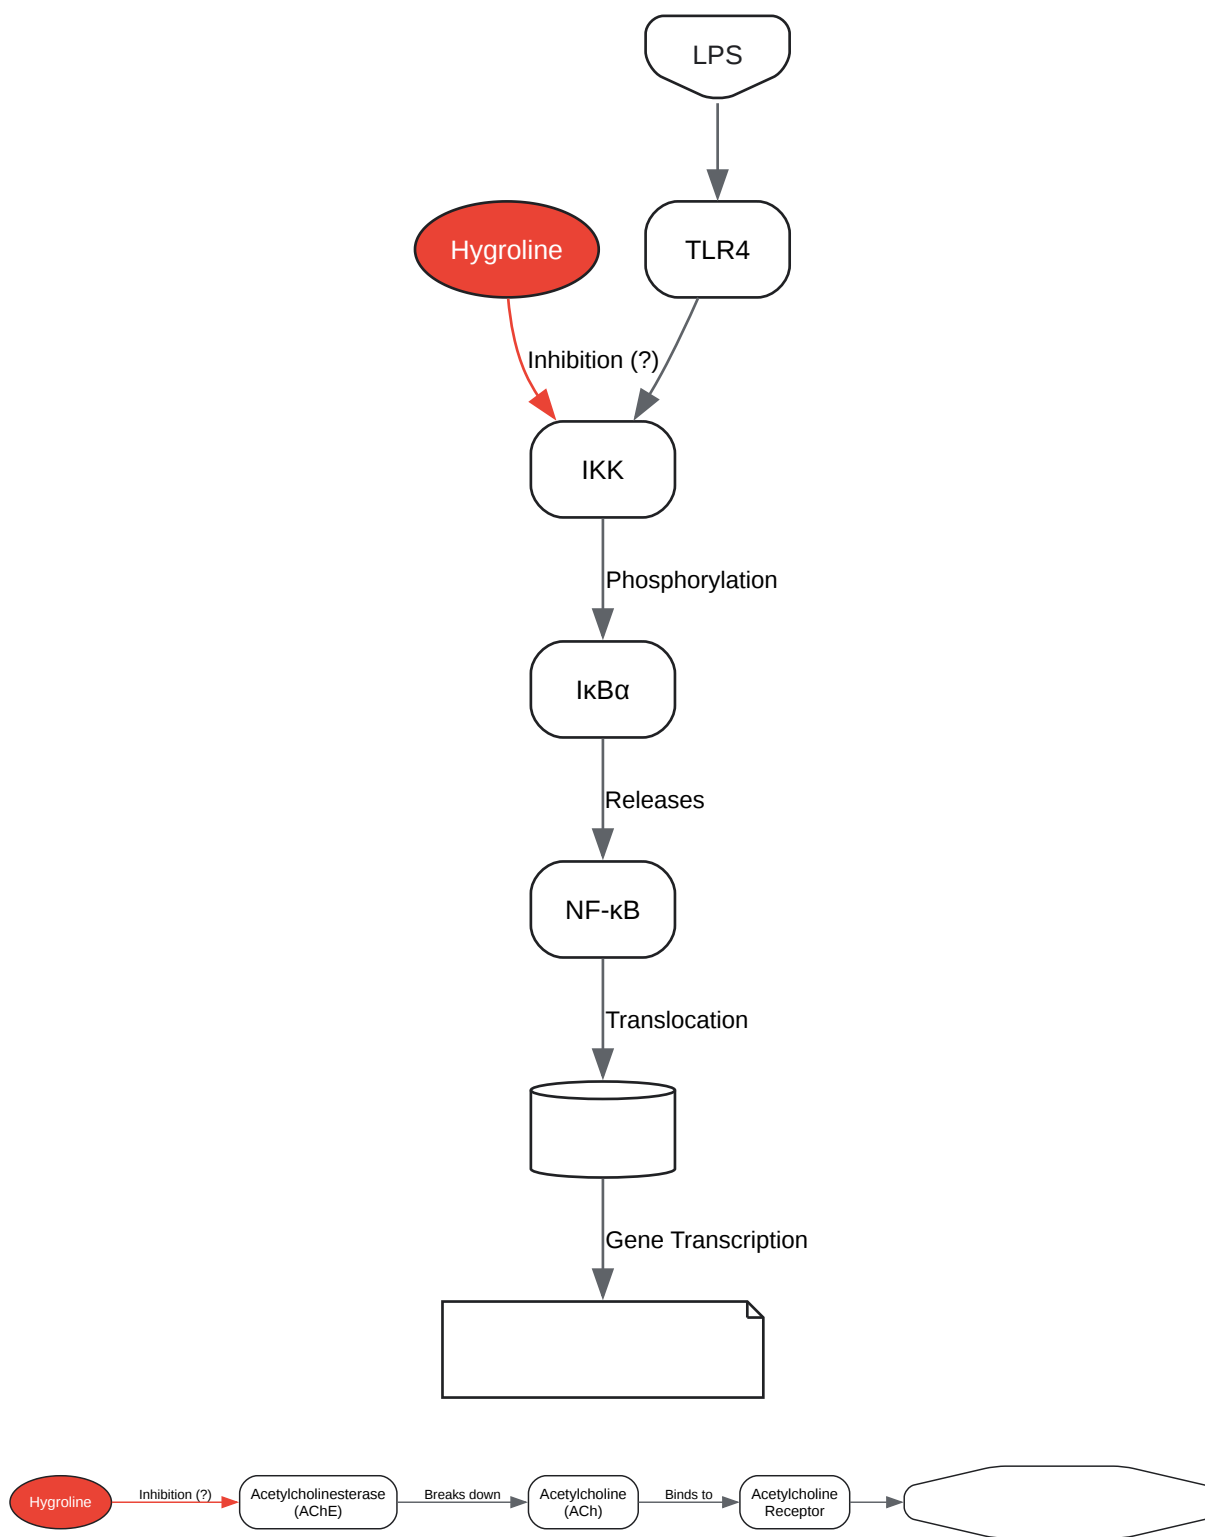 LPS
Hygroline
TLR4
Inhibition (?)
IKK
Phosphorylation
IκBα
Releases
NF-κB
Translocation
Gene Transcription
Hygroline
Inhibition (?)
Acetylcholinesterase
(AChE)
Breaks down
Acetylcholine
(ACh)
Binds to
Acetylcholine
Receptor